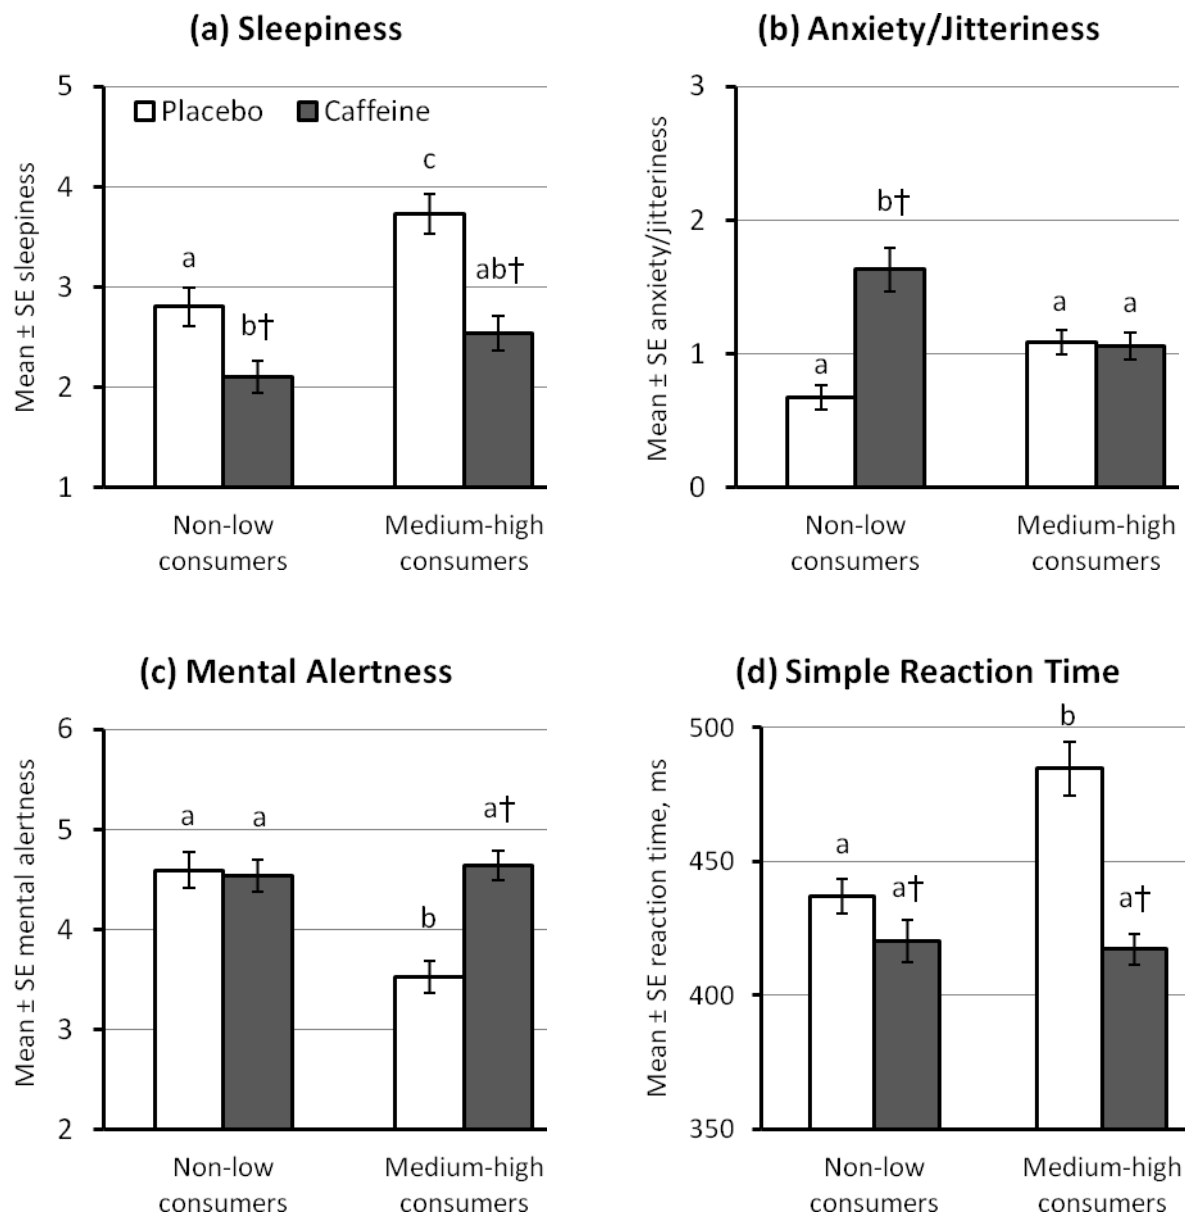 (a) Sleepiness
Mean ± SE sleepiness
5
4
3
2
1
Placebo Caffeine
a
b†
c
ab†
Non-low
consumers
Medium-high
consumers
(b) Anxiety/Jitteriness
Mean ± SE anxiety/jitteriness
3
2
1
0
a
b†
a
a
Non-low
consumers
Medium-high
consumers
(c) Mental Alertness
Mean ± SE mental alertness
6
5
4
3
2
a
a
b
a†
Non-low
consumers
Medium-high
consumers
(d) Simple Reaction Time
Mean ± SE reaction time, ms
500
450
400
350
a
a†
b
a†
Non-low
consumers
Medium-high
consumers